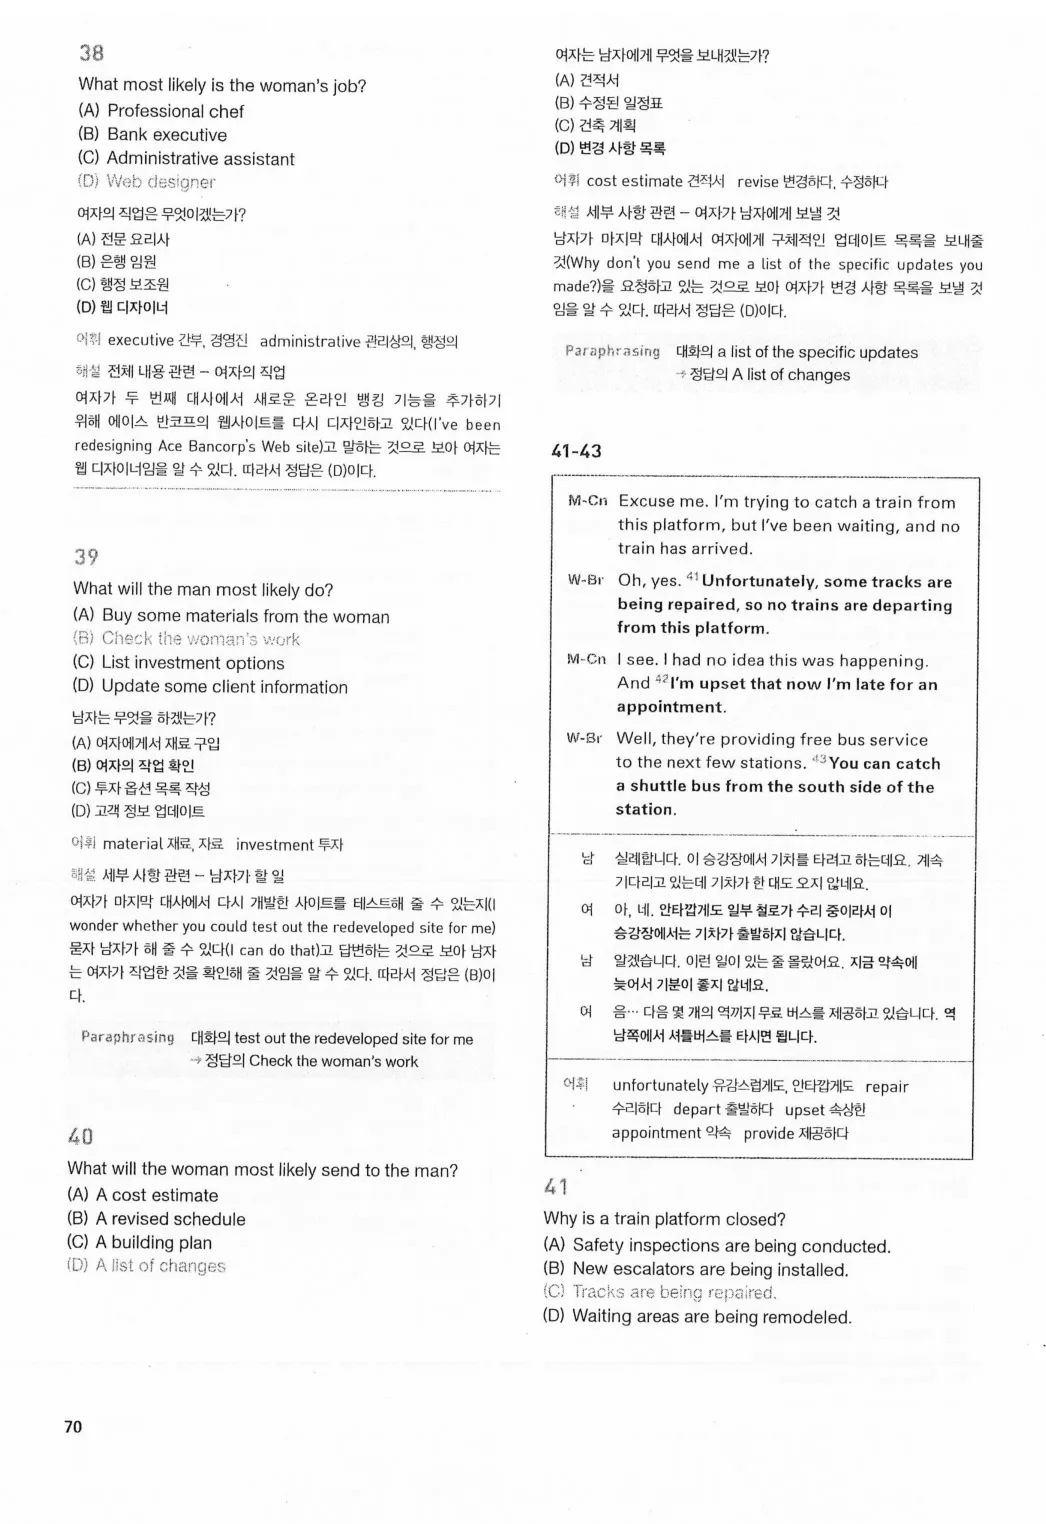 38
What most likely is the woman's job?
(A) Professional chef
(B) Bank executive
(C) Administrative assistant
(D) Web designer
여자의 직업은 무엇이겠는가?
(A) 전문 요리사
(B) 은행 임원
(C) 행정 보조원
(D) 웹 디자이너
어휘 executive 간부, 경영진 administrative 관리상의, 행정의
해설 전체 내용 관련 – 여자의 직업
여자가 두 번째 대사에서 새로운 온라인 뱅킹 기능을 추가하기
위해 에이스 반코프의 웹사이트를 다시 디자인하고 있다(I've been
redesigning Ace Bancorp's Web site)고 말하는 것으로 보아 여자는
웹 디자이너임을 알 수 있다. 따라서 정답은 (D)이다.
39
What will the man most likely do?
(A) Buy some materials from the woman
(B) Check the woman's work
(C) List investment options
(D) Update some client information
남자는 무엇을 하겠는가?
(A) 여자에게서 재료 구입
(B) 여자의 작업 확인
(C) 투자 옵션 목록 작성
(D) 고객 정보 업데이트
어휘 material 재료, 자료 investment 투자
해설 세부 사항 관련 – 남자가 할 일
여자가 마지막 대사에서 다시 개발한 사이트를 테스트해 줄 수 있는지(I
wonder whether you could test out the redeveloped site for me)
묻자 남자가 해 줄 수 있다(I can do that)고 답변하는 것으로 보아 남자
는 여자가 작업한 것을 확인해 줄 것임을 알 수 있다. 따라서 정답은 (B)이
다.
Paraphrasing 대화의 test out the redeveloped site for me
→ 정답의 Check the woman's work
40
What will the woman most likely send to the man?
(A) A cost estimate
(B) A revised schedule
(C) A building plan
(D) A list of changes
70
여자는 남자에게 무엇을 보내겠는가?
(A) 견적서
(B) 수정된 일정표
(C) 건축 계획
(D) 변경 사항 목록
어휘 cost estimate 견적서 revise 변경하다, 수정하다
해설 세부 사항 관련 – 여자가 남자에게 보낼 것
남자가 마지막 대사에서 여자에게 구체적인 업데이트 목록을 보내줄
것(Why don't you send me a list of the specific updates you
made?)을 요청하고 있는 것으로 보아 여자가 변경 사항 목록을 보낼 것
임을 알 수 있다. 따라서 정답은 (D)이다.
Paraphrasing 대화의 a list of the specific updates
→ 정답의 A list of changes
41-43
M-Cn Excuse me. I'm trying to catch a train from
this platform, but I've been waiting, and no
train has arrived.
W-Br Oh, yes. 41 Unfortunately, some tracks are
being repaired, so no trains are departing
from this platform.
M-Cn I see. I had no idea this was happening.
And 42 I'm upset that now I'm late for an
appointment.
W-Br Well, they're providing free bus service
to the next few stations. 43 You can catch
a shuttle bus from the south side of the
station.
남 실례합니다. 이 승강장에서 기차를 타려고 하는데요. 계속
기다리고 있는데 기차가 한 대도 오지 않네요.
여 아, 네. 안타깝게도 일부 철로가 수리 중이라서 이
승강장에서는 기차가 출발하지 않습니다.
남 알겠습니다. 이런 일이 있는 줄 몰랐어요. 지금 약속에
늦어서 기분이 좋지 않네요.
여 음… 다음 몇 개의 역까지 무료 버스를 제공하고 있습니다. 역
남쪽에서 셔틀버스를 타시면 됩니다.
어휘 unfortunately 유감스럽게도, 안타깝게도 repair
수리하다 depart 출발하다 upset 속상한
appointment 약속 provide 제공하다
41
Why is a train platform closed?
(A) Safety inspections are being conducted.
(B) New escalators are being installed.
(C) Tracks are being repaired.
(D) Waiting areas are being remodeled.